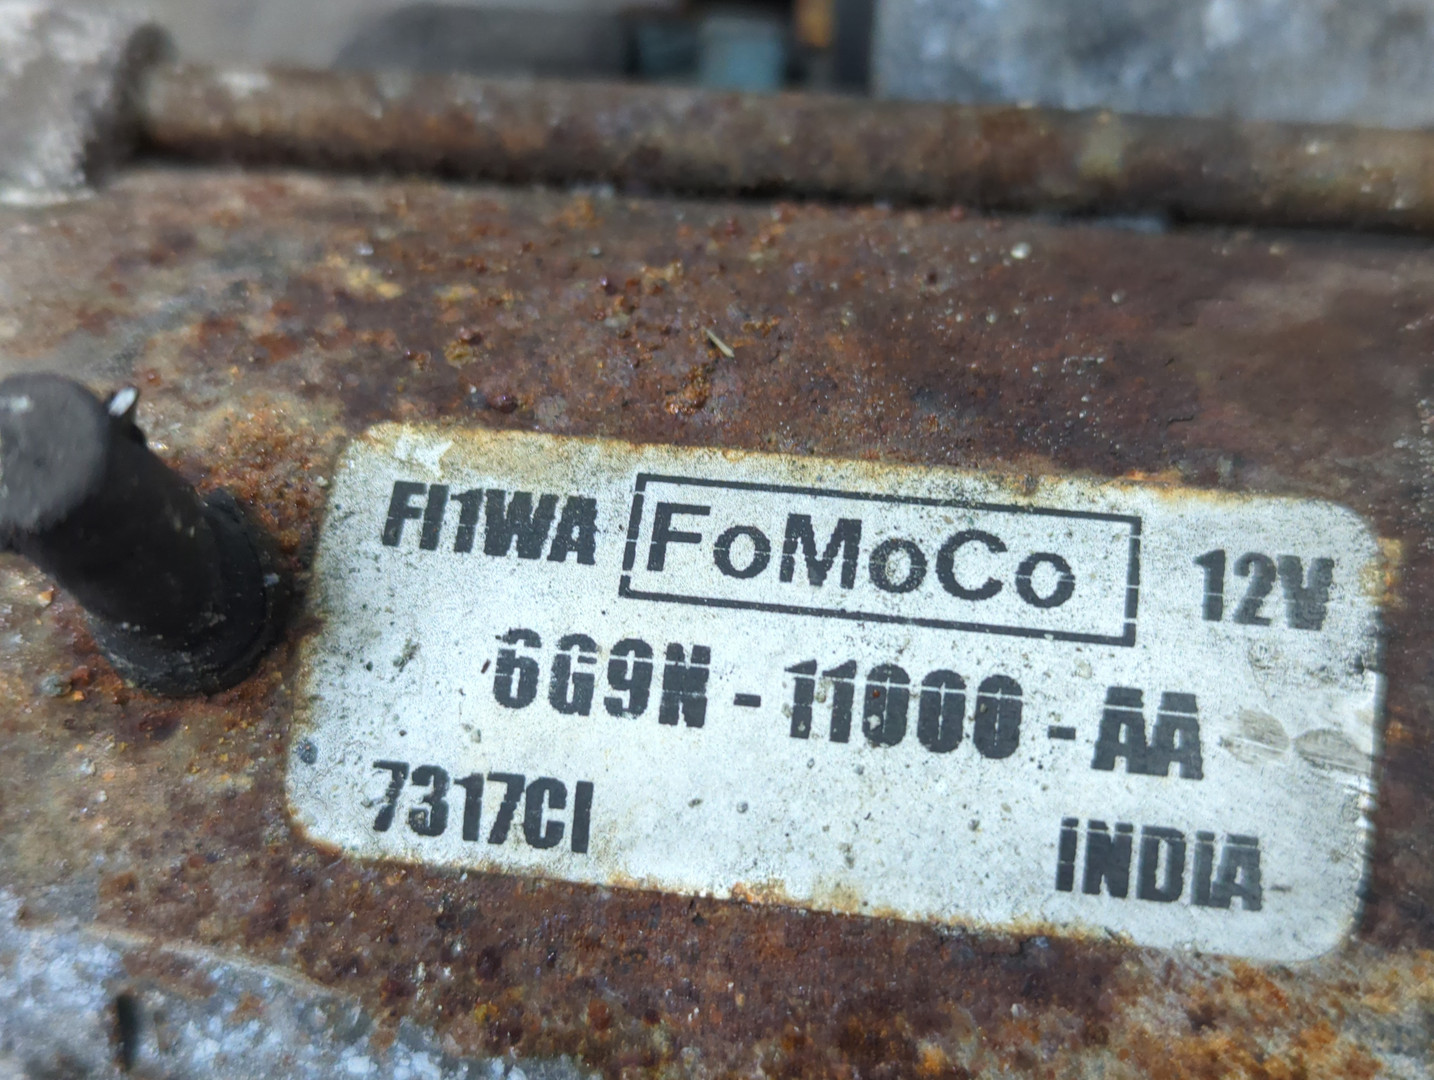 FI1WA FoMoCo 12V
6G9N - 11000 - AA
7317CI INDIA